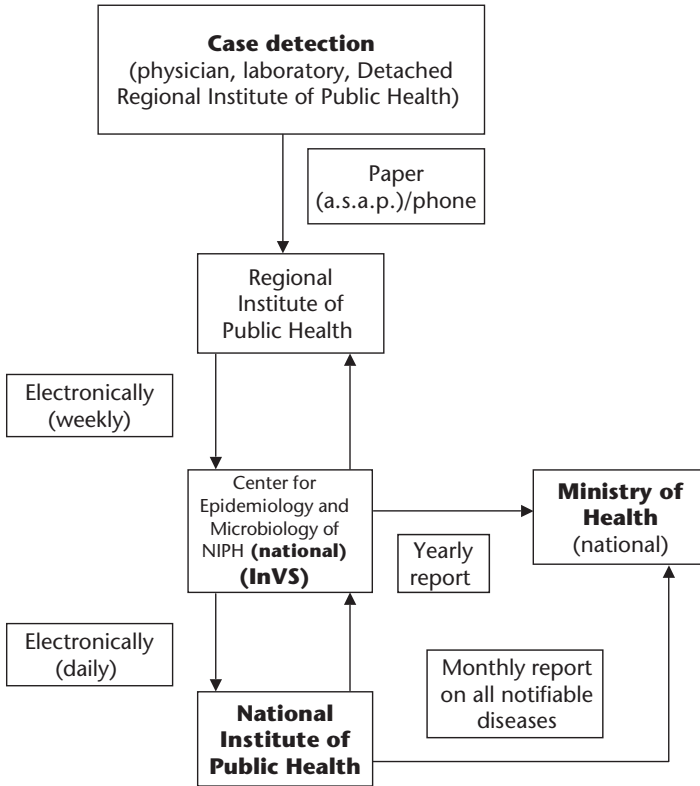 Case detection
(physician, laboratory, Detached
Regional Institute of Public Health)
Paper
(a.s.a.p.)/phone
Regional
Institute of
Public Health
Electronically
(weekly)
Center for
Epidemiology and
Microbiology of
NIPH (national)
(InVS)
Ministry of
Health
(national)
Yearly
report
Electronically
(daily)
Monthly report
on all notifiable
diseases
National
Institute of
Public Health